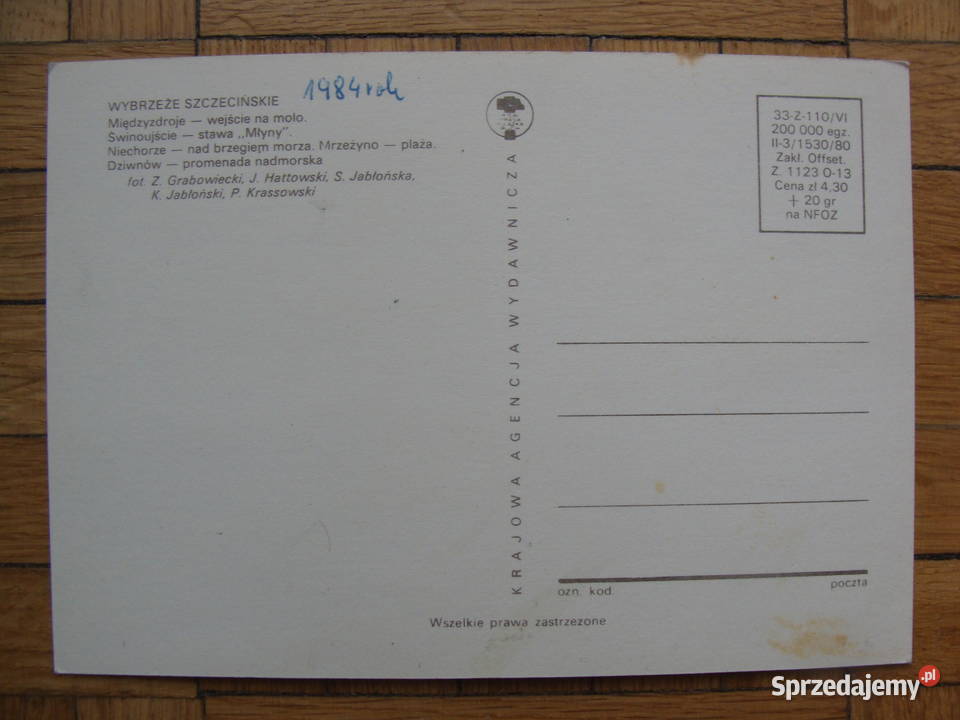 WYBRZEŻE SZCZECIŃSKIE
1984 rok
Międzyzdroje — wejście na molo.
Świnoujście — stawa „Młyny".
Niechorze — nad brzegiem morza. Mrzeżyno — plaża.
Dziwnów — promenada nadmorska
fot. Z. Grabowiecki, J. Hattowski, S. Jabłońska,
K. Jabłoński, P. Krassowski
KRAJOWA AGENCJA WYDAWNICZA
33-Z-110/VI
200 000 egz.
II-3/1530/80
Zakł. Offset.
Z. 1123 0-13
Cena zł 4,30
+ 20 gr
na NFOZ
ozn. kod.
poczta
Wszelkie prawa zastrzeżone
Sprzedajemy.pl